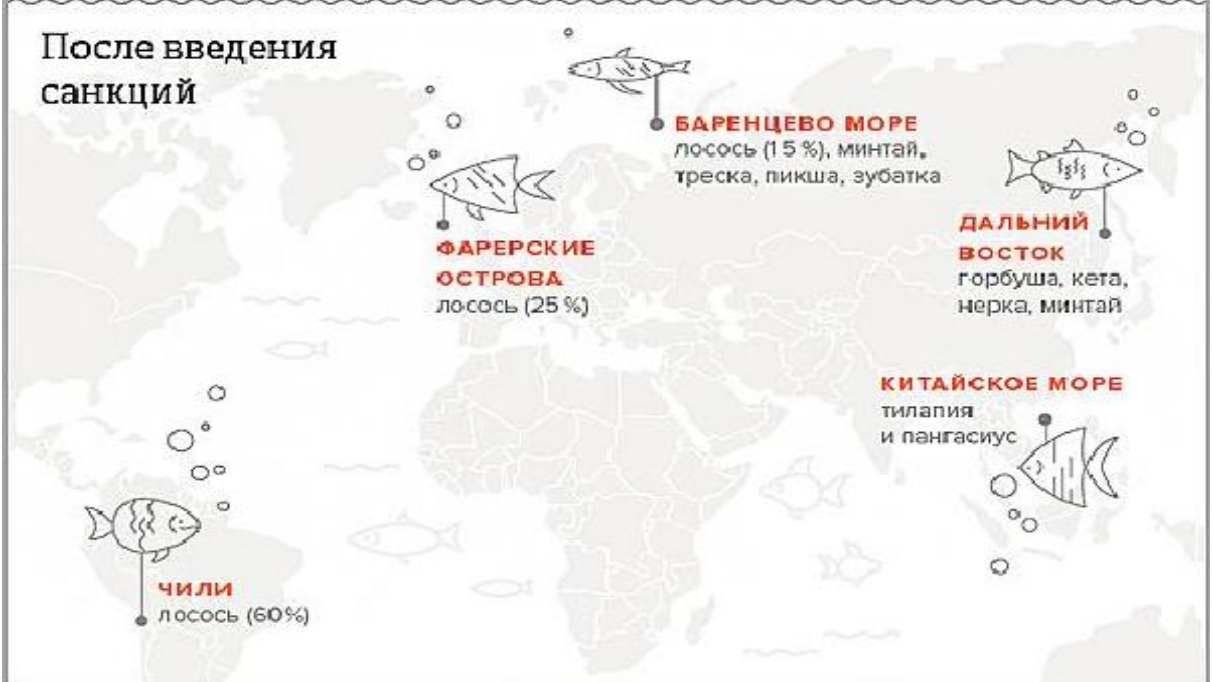 После введения
санкций
БАРЕНЦЕВО МОРЕ
лосось (15 %), минтай,
треска, пикша, зубатка
ФАРЕРСКИЕ
ОСТРОВА
лосось (25 %)
ДАЛЬНИЙ
ВОСТОК
горбуша, кета,
нерка, минтай
КИТАЙСКОЕ МОРЕ
тилапия
и пангасиус
ЧИЛИ
лосось (60%)